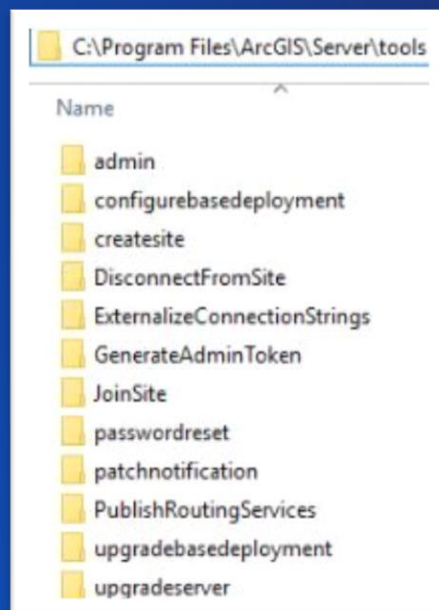 C:\Program Files\ArcGIS\Server\tools
Name
admin
configurebasedeployment
createsite
DisconnectFromSite
ExternalizeConnectionStrings
GenerateAdminToken
JoinSite
passwordreset
patchnotification
PublishRoutingServices
upgradebasedeployment
upgradeserver